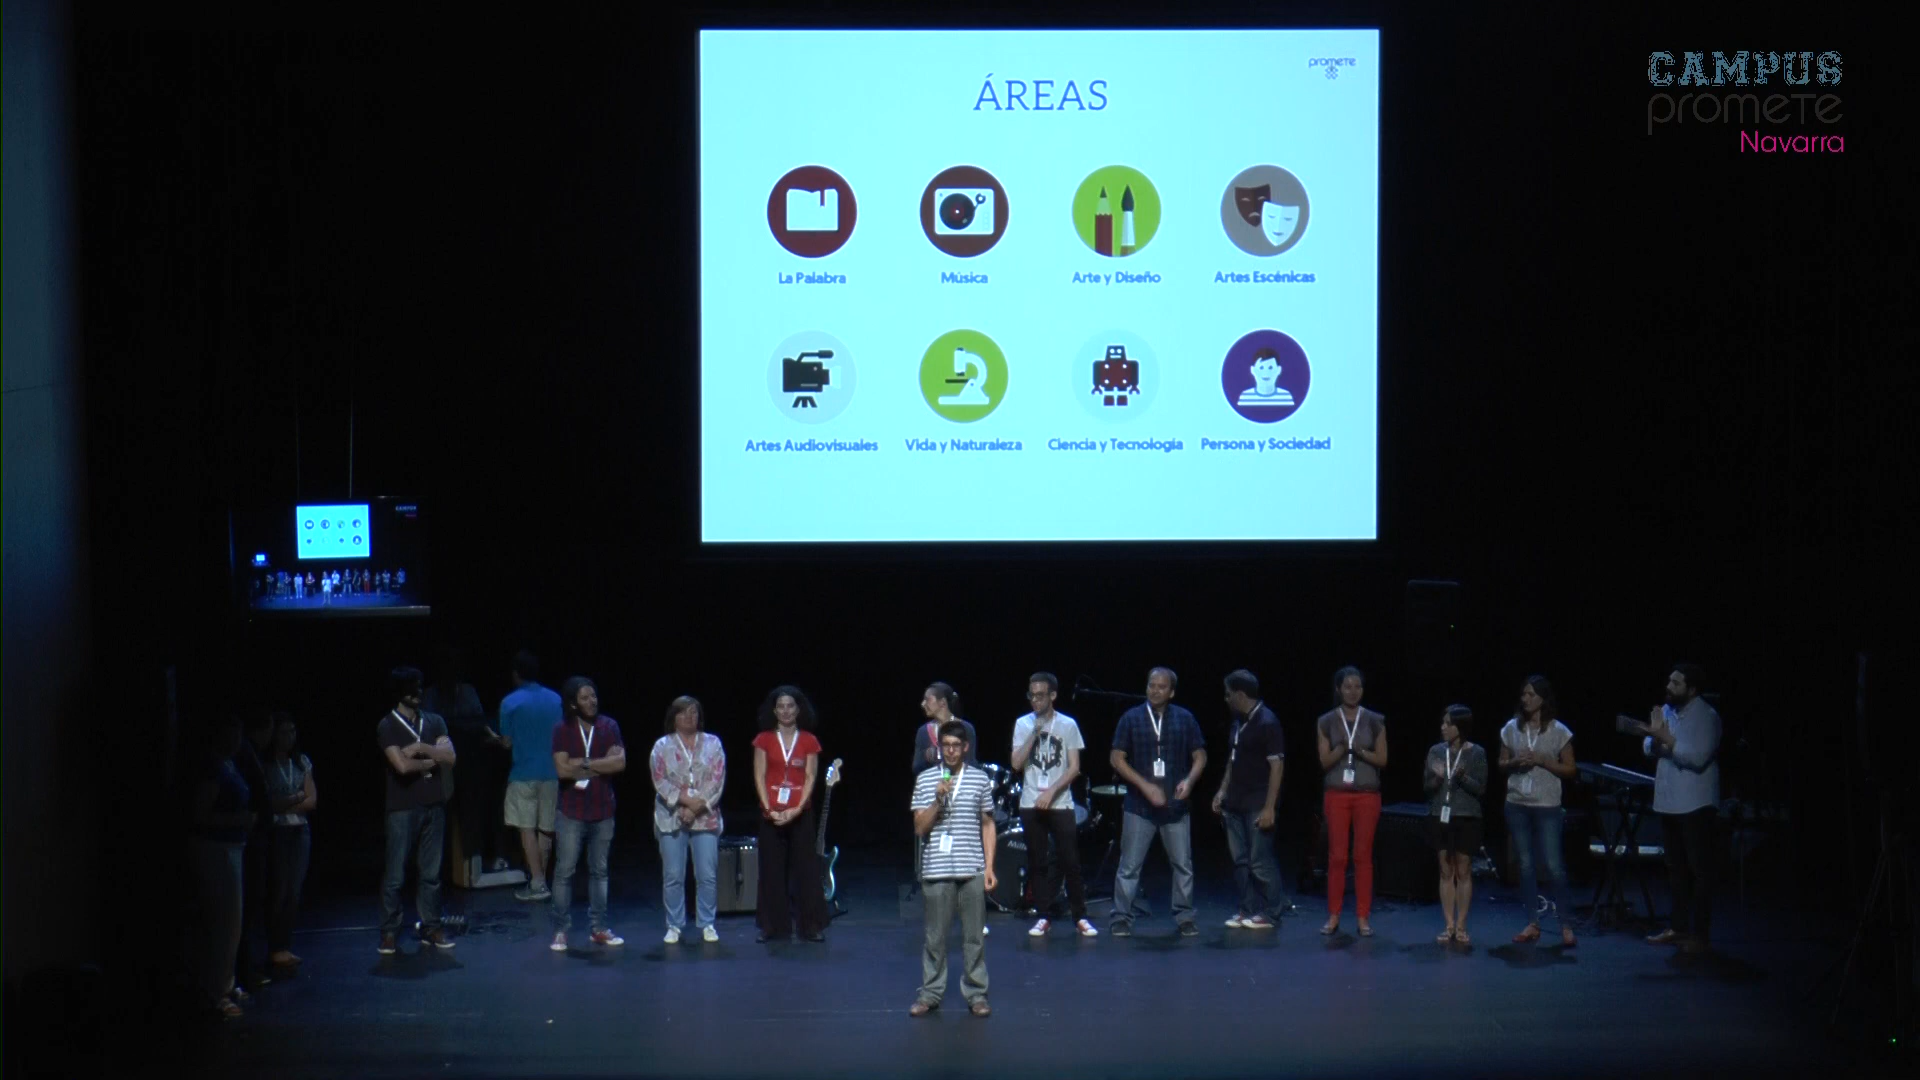 CAMPUS
promete
Navarra
promete
ÁREAS
La Palabra
Música
Arte y Diseño
Artes Escénicas
Artes Audiovisuales
Vida y Naturaleza
Ciencia y Tecnología
Persona y Sociedad